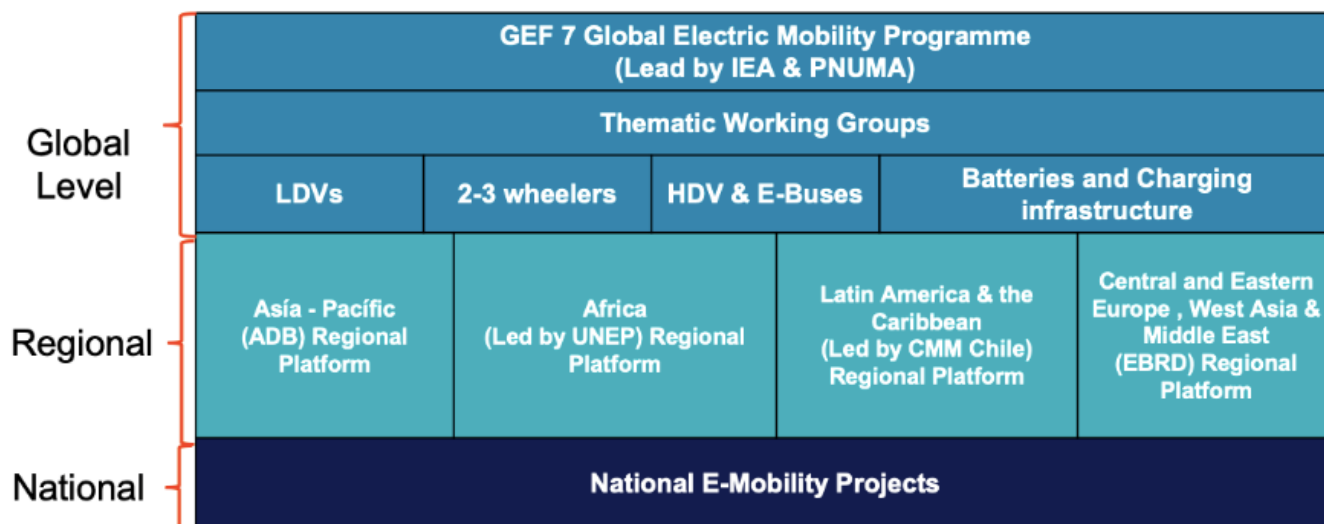 GEF 7 Global Electric Mobility Programme
(Lead by IEA & PNUMA)
Global
Level
Thematic Working Groups
LDVs
2-3 wheelers
HDV & E-Buses
Batteries and Charging
infrastructure
Regional
Asía - Pacífic
(ADB) Regional
Platform
Africa
(Led by UNEP) Regional
Platform
Latin America & the
Caribbean
(Led by CMM Chile)
Regional Platform
Central and Eastern
Europe , West Asia &
Middle East
(EBRD) Regional
Platform
National
National E-Mobility Projects